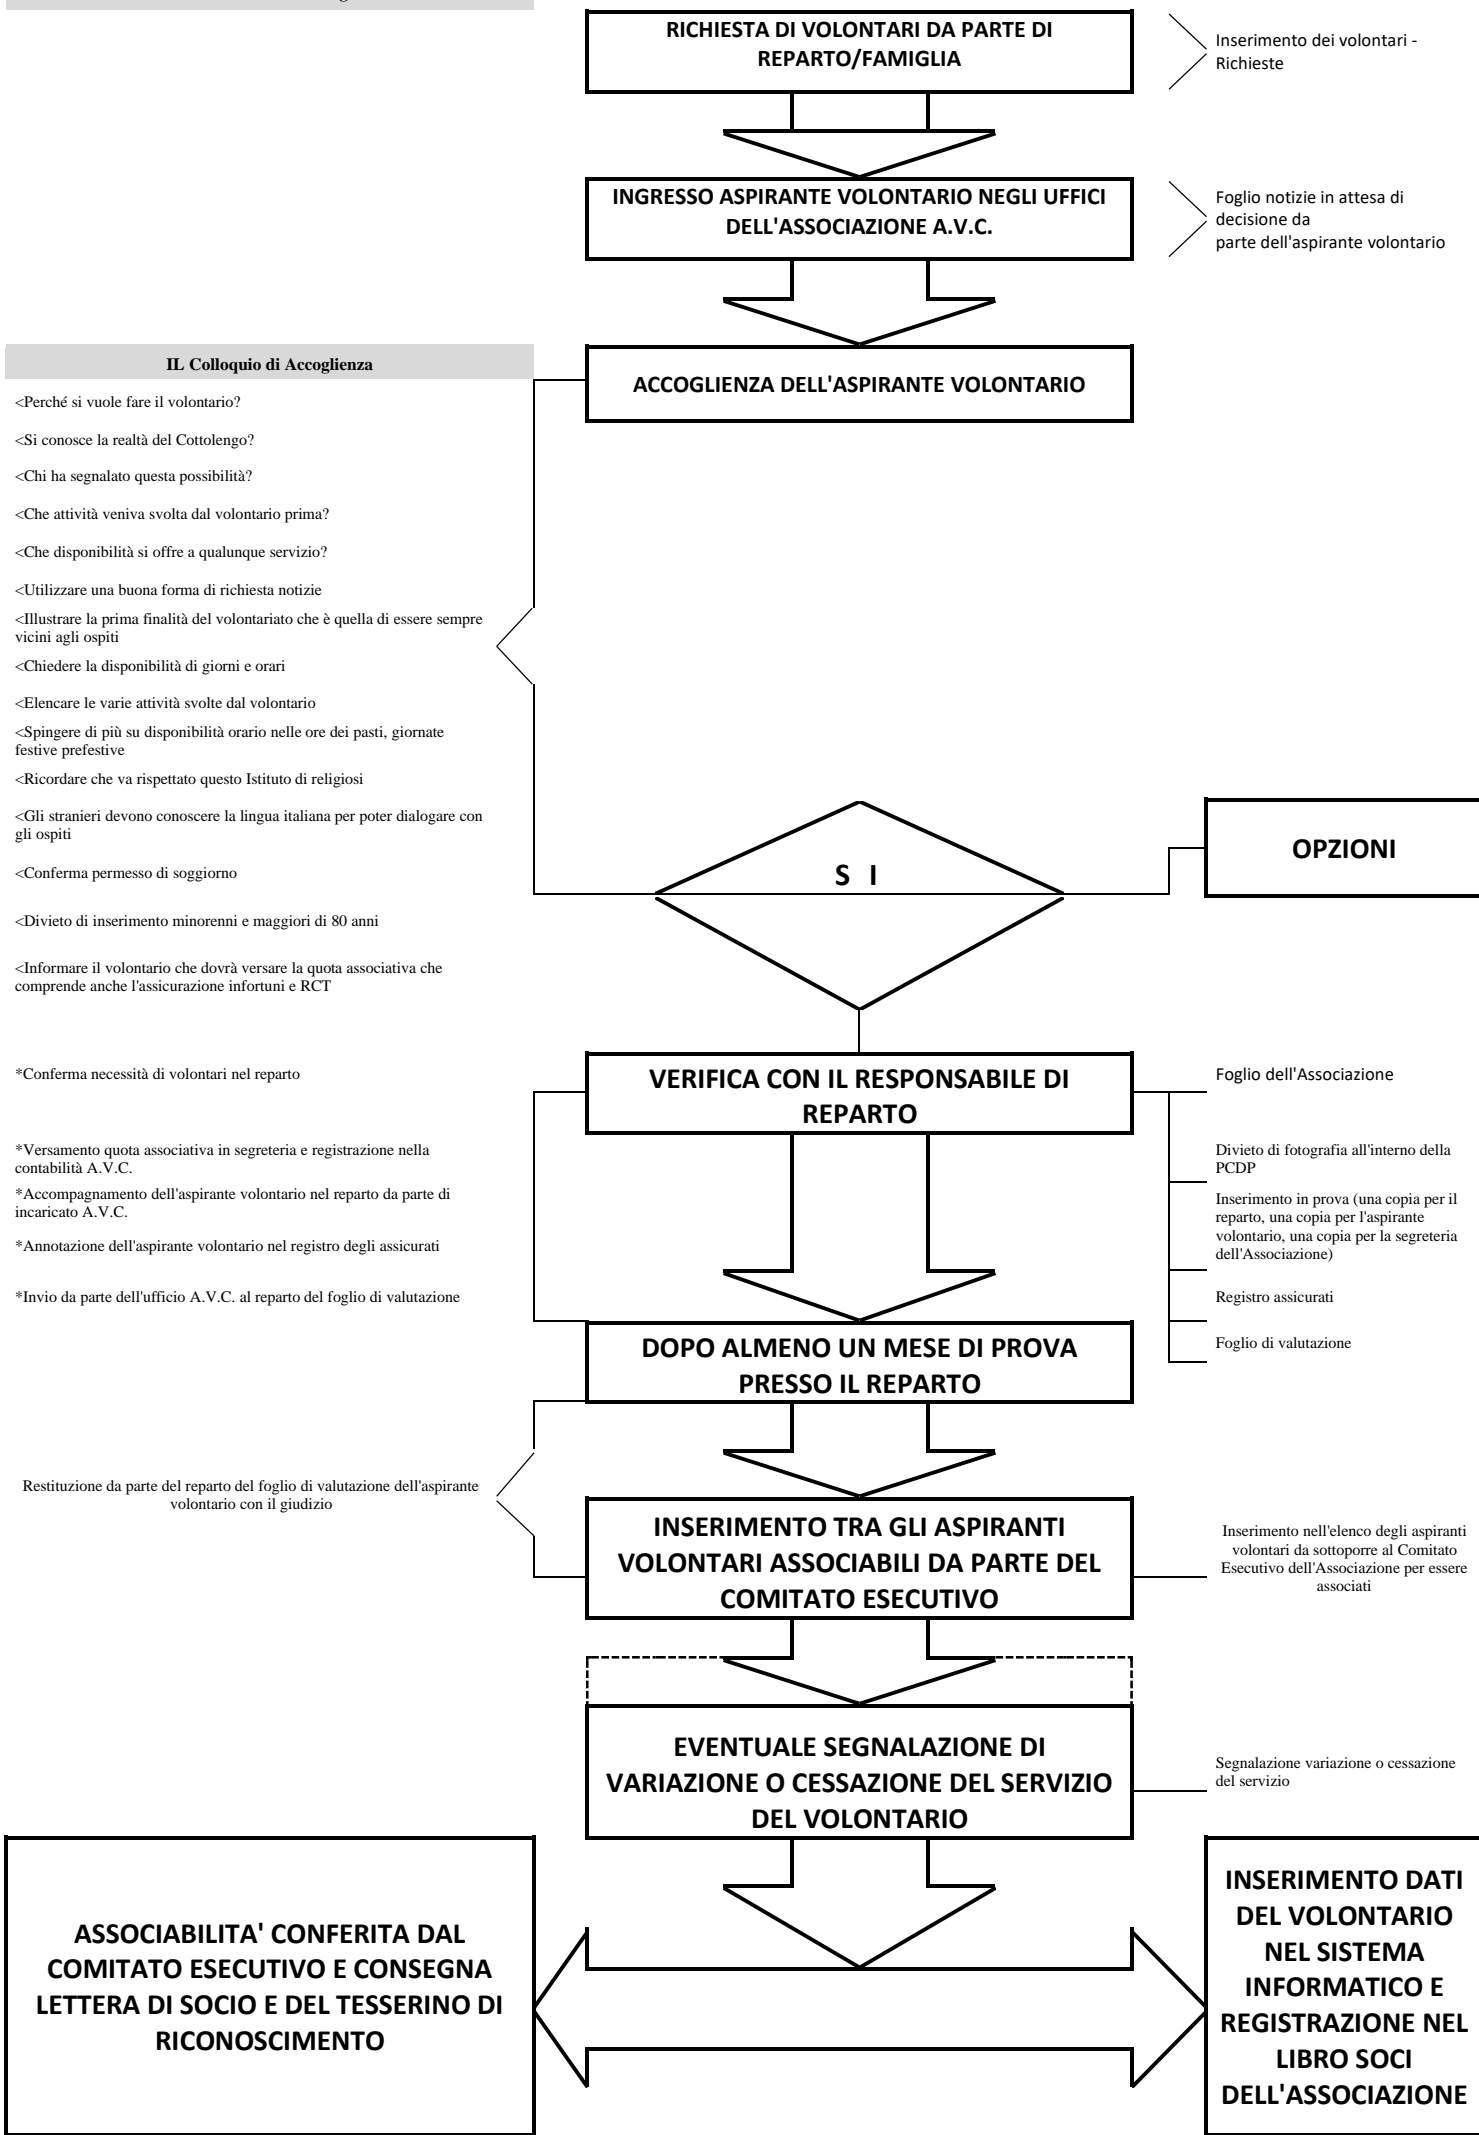 RICHIESTA DI VOLONTARI DA PARTE DI
REPARTO/FAMIGLIA
Inserimento dei volontari -
Richieste
INGRESSO ASPIRANTE VOLONTARIO NEGLI UFFICI
DELL'ASSOCIAZIONE A.V.C.
Foglio notizie in attesa di
decisione da
parte dell'aspirante volontario
IL Colloquio di Accoglienza
ACCOGLIENZA DELL'ASPIRANTE VOLONTARIO
<Perché si vuole fare il volontario?
<Si conosce la realtà del Cottolengo?
<Chi ha segnalato questa possibilità?
<Che attività veniva svolta dal volontario prima?
<Che disponibilità si offre a qualunque servizio?
<Utilizzare una buona forma di richiesta notizie
<Illustrare la prima finalità del volontariato che è quella di essere sempre
vicini agli ospiti
<Chiedere la disponibilità di giorni e orari
<Elencare le varie attività svolte dal volontario
<Spingere di più su disponibilità orario nelle ore dei pasti, giornate
festive prefestive
<Ricordare che va rispettato questo Istituto di religiosi
<Gli stranieri devono conoscere la lingua italiana per poter dialogare con
gli ospiti
<Conferma permesso di soggiorno
<Divieto di inserimento minorenni e maggiori di 80 anni
<Informare il volontario che dovrà versare la quota associativa che
comprende anche l'assicurazione infortuni e RCT
S I
OPZIONI
*Conferma necessità di volontari nel reparto
VERIFICA CON IL RESPONSABILE DI
REPARTO
Foglio dell'Associazione
*Versamento quota associativa in segreteria e registrazione nella
contabilità A.V.C.
*Accompagnamento dell'aspirante volontario nel reparto da parte di
incaricato A.V.C.
*Annotazione dell'aspirante volontario nel registro degli assicurati
*Invio da parte dell'ufficio A.V.C. al reparto del foglio di valutazione
Divieto di fotografia all'interno della
PCDP
Inserimento in prova (una copia per il
reparto, una copia per l'aspirante
volontario, una copia per la segreteria
dell'Associazione)
Registro assicurati
Foglio di valutazione
DOPO ALMENO UN MESE DI PROVA
PRESSO IL REPARTO
Restituzione da parte del reparto del foglio di valutazione dell'aspirante
volontario con il giudizio
INSERIMENTO TRA GLI ASPIRANTI
VOLONTARI ASSOCIABILI DA PARTE DEL
COMITATO ESECUTIVO
Inserimento nell'elenco degli aspiranti
volontari da sottoporre al Comitato
Esecutivo dell'Associazione per essere
associati
EVENTUALE SEGNALAZIONE DI
VARIAZIONE O CESSAZIONE DEL SERVIZIO
DEL VOLONTARIO
Segnalazione variazione o cessazione
del servizio
ASSOCIABILITA' CONFERITA DAL
COMITATO ESECUTIVO E CONSEGNA
LETTERA DI SOCIO E DEL TESSERINO DI
RICONOSCIMENTO
INSERIMENTO DATI
DEL VOLONTARIO
NEL SISTEMA
INFORMATICO E
REGISTRAZIONE NEL
LIBRO SOCI
DELL'ASSOCIAZIONE